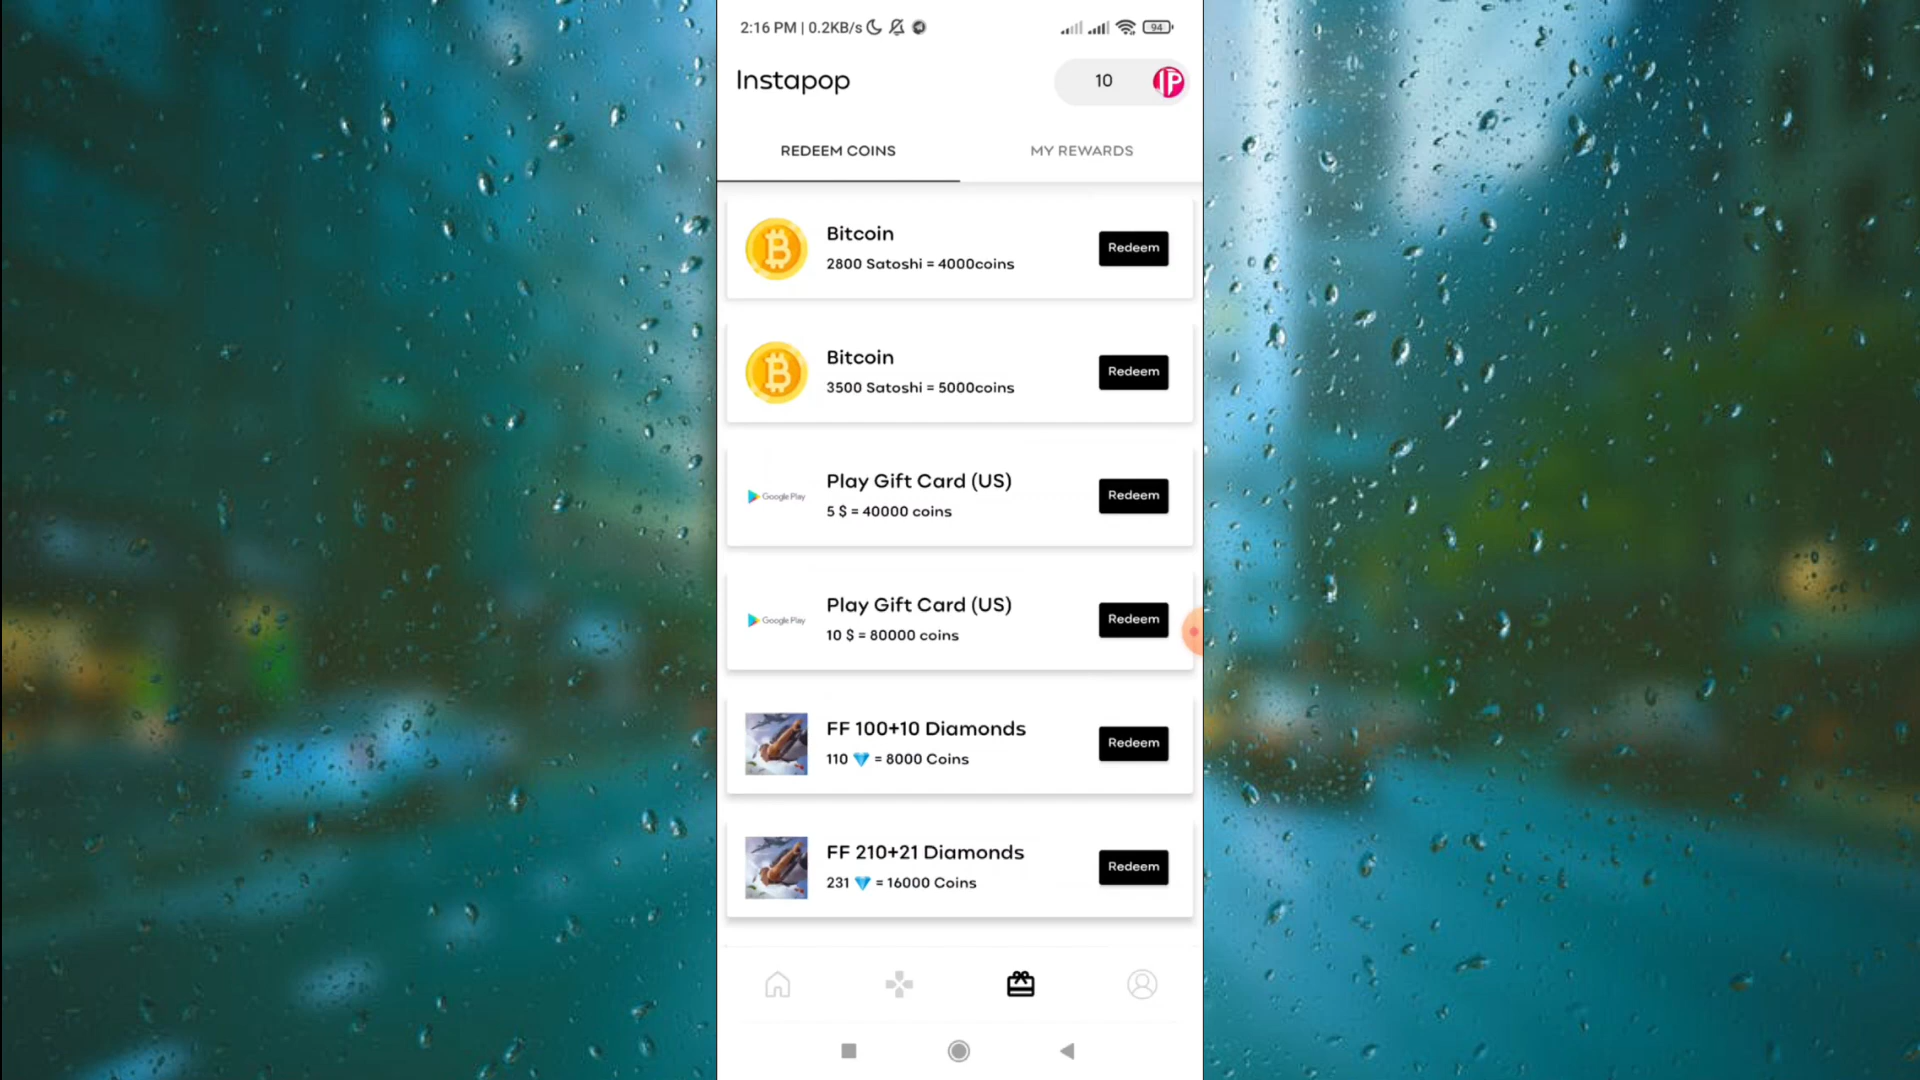 2:16 PM | 0.2KB/s
94
Instapop
10
IP
REDEEM COINS
MY REWARDS
Bitcoin
2800 Satoshi = 4000coins
Redeem
Bitcoin
3500 Satoshi = 5000coins
Redeem
Google Play
Play Gift Card (US)
5 $ = 40000 coins
Redeem
Google Play
Play Gift Card (US)
10 $ = 80000 coins
Redeem
FF 100+10 Diamonds
110 💎 = 8000 Coins
Redeem
FF 210+21 Diamonds
231 💎 = 16000 Coins
Redeem